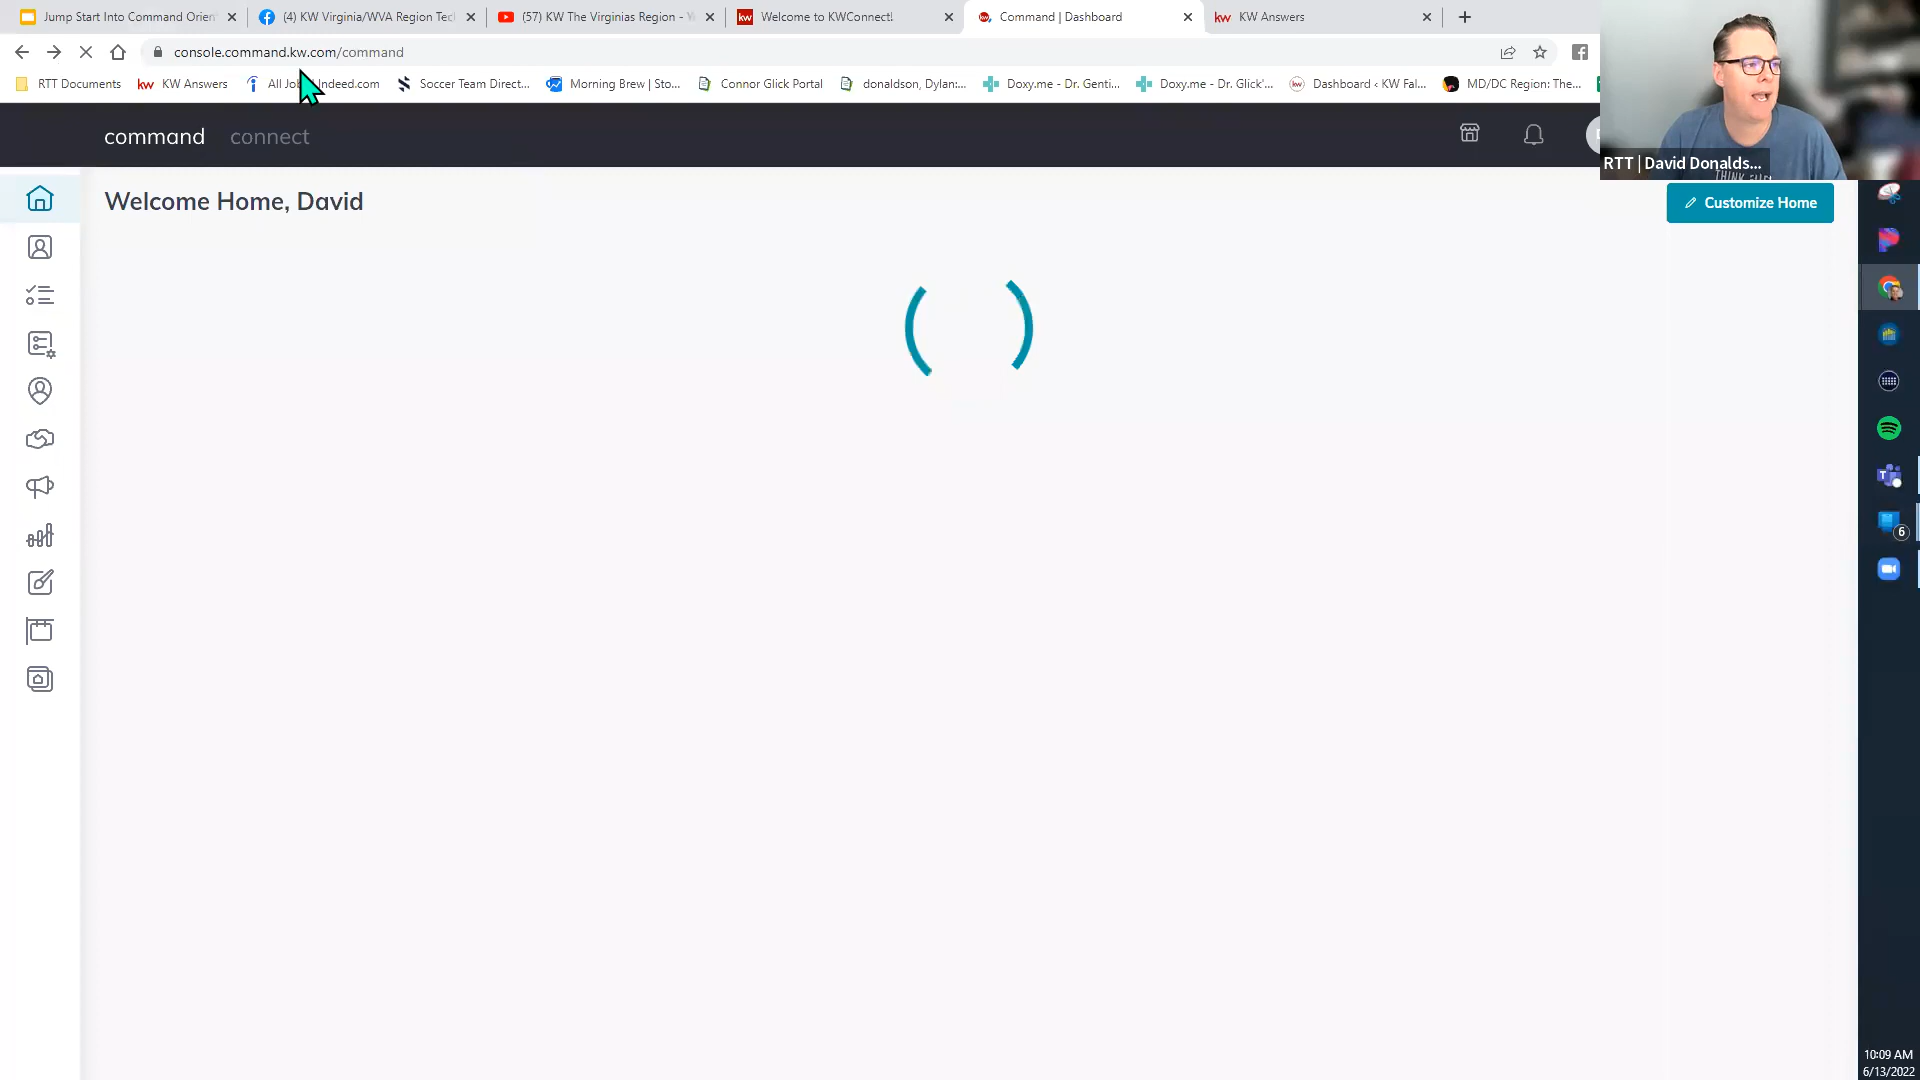 Jump Start Into Command Orien
(4) KW Virginia/WVA Region Tec
(57) KW The Virginias Region - Y
kw Welcome to KWConnect!
Command | Dashboard
kw KW Answers
console.command.kw.com/command
RTT Documents
kw KW Answers
All Jo Indeed.com
Soccer Team Direct...
Morning Brew | Sto...
Connor Glick Portal
donaldson, Dylan:...
Doxy.me - Dr. Genti...
Doxy.me - Dr. Glick'...
kw Dashboard ‹ KW Fal...
MD/DC Region: The...
command connect
RTT | David Donalds...
Welcome Home, David
Customize Home
T
6
10:09 AM
6/13/2022